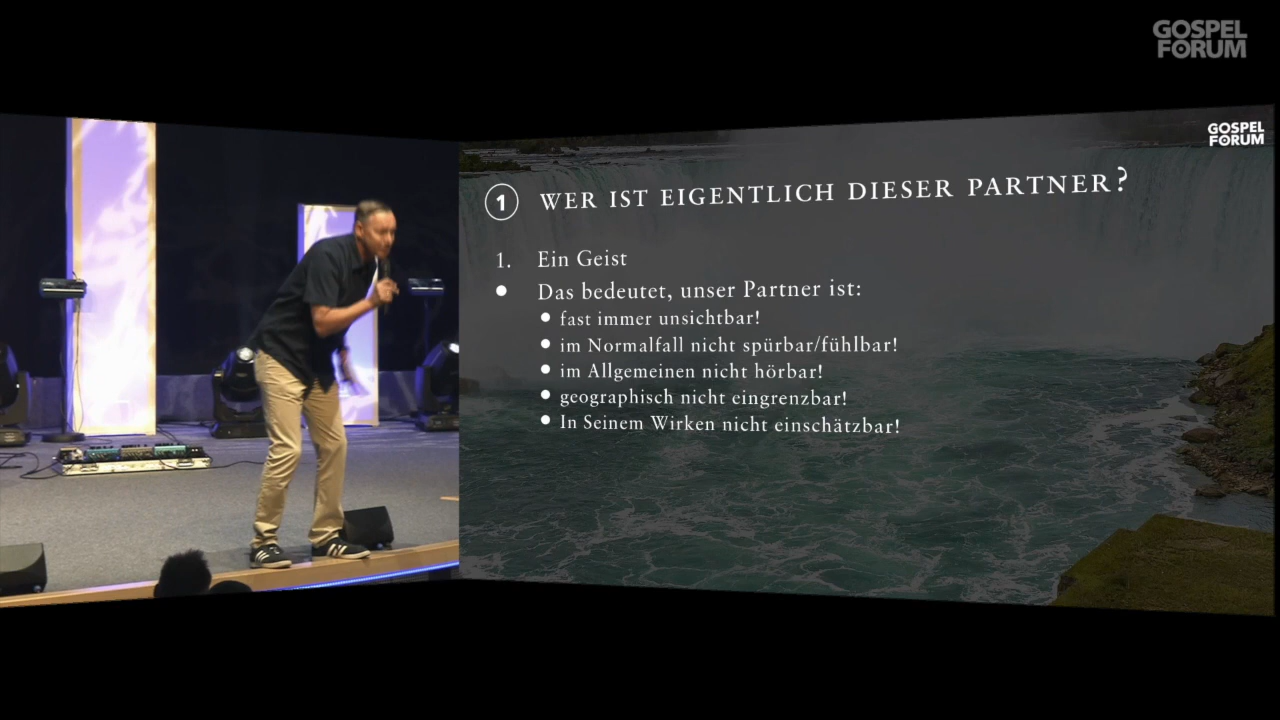 GOSPEL
FORUM
GOSPEL
FORUM
1 WER IST EIGENTLICH DIESER PARTNER?
1. Ein Geist
• Das bedeutet, unser Partner ist:
• fast immer unsichtbar!
• im Normalfall nicht spürbar/fühlbar!
• im Allgemeinen nicht hörbar!
• geographisch nicht eingrenzbar!
• In Seinem Wirken nicht einschätzbar!